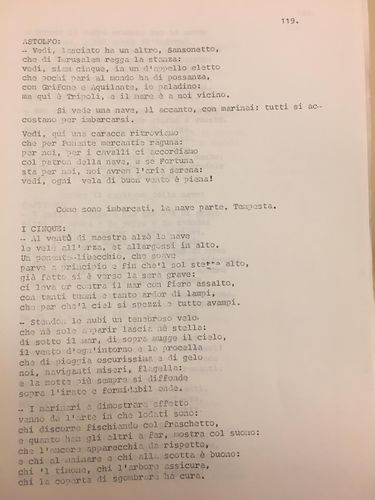 119.
ASTOLFO:
- Vedi, lasciato ha un altro, Sansonetto,
che di Ierusalem regga la stanza:
vedi, siam cinque, in un drappello eletto
che pochi pari al mondo ha di possanza,
con Grifone e Aquilante, io paladino:
ma qui è Tripoli, e il mare è a noi vicino.
Si vede una nave, lì accanto, con marinai: tutti si ac-
costano per imbarcarsi.
Vedi, qui una caracca ritroviamo
che per Ponente mercantie raguna:
per noi, per i cavalli ci accordiamo
col patron della nave, e se Fortuna
sta per noi, noi avrem l'aria serena:
vedi, ogni vela di buon vento è piena!
Come sono imbarcati, la nave parte. Tempesta.
I CINQUE:
- Al vento di maestra alzò la nave
le vele all'orza, et allargossi in alto.
Un ponente-libecchio, che soave
parve a principio e fin che'l sol stette alto,
già fatto si è verso la sera grave:
ci leva or contra il mar con fiero assalto,
con tanti tuoni e tanto ardor di lampi,
che par che'l ciel si spezzi e tutto avampi.
- Stendon le nubi un tenebroso velo
che nè sole apparir lascia nè stella:
di sotto il mar, di sopra mugge il cielo,
il vento d'ogn'intorno e la procella
che di pioggia oscurissima e di gelo
noi, naviganti miseri, flagella:
e la notte più sempre si diffonde
sopra l'irate e formidabil onde.
- I marinari a dimostrare effetto
vanno de l'arte in che lodati sono:
chi discorre fischiando col fraschetto,
e quanto han gli altri a far, mostra col suono:
che l'ancore apparecchia da rispetto,
e chi al mainare e chi alla scotta è buono:
chi 'l timone, chi l'arbore assicura,
chi la coperta di sgombrare ha cura.